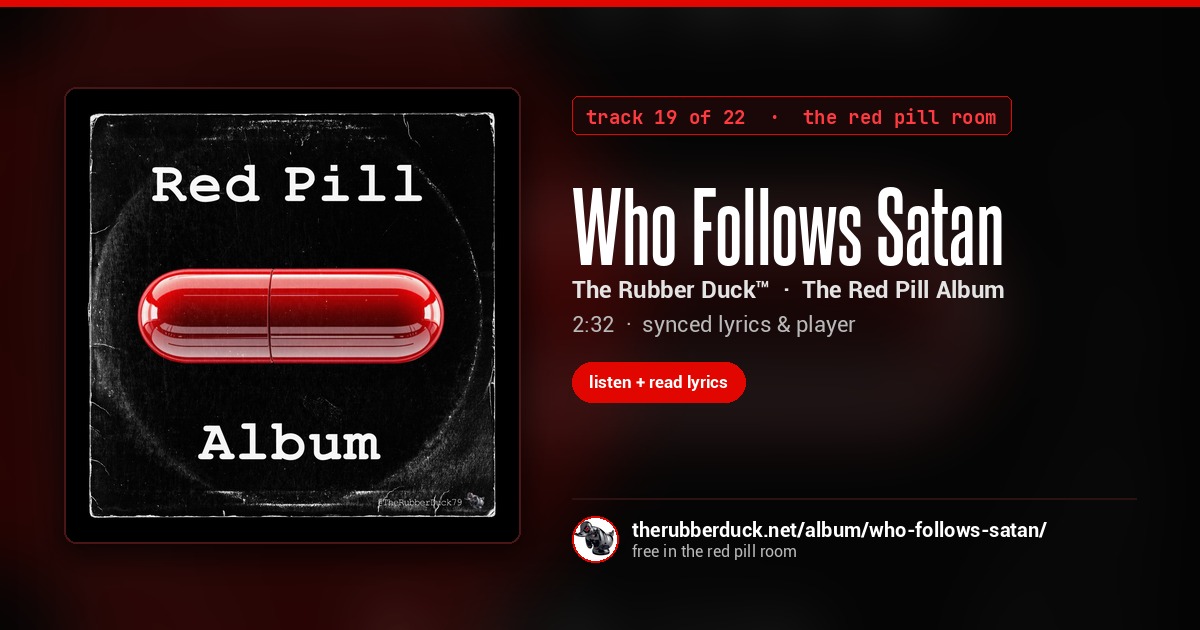 Red Pill
Album
#TheRubberDuck79
track 19 of 22 · the red pill room
Who Follows Satan
The Rubber Duck™ · The Red Pill Album
2:32 · synced lyrics & player
listen + read lyrics
therubberduck.net/album/who-follows-satan/
free in the red pill room